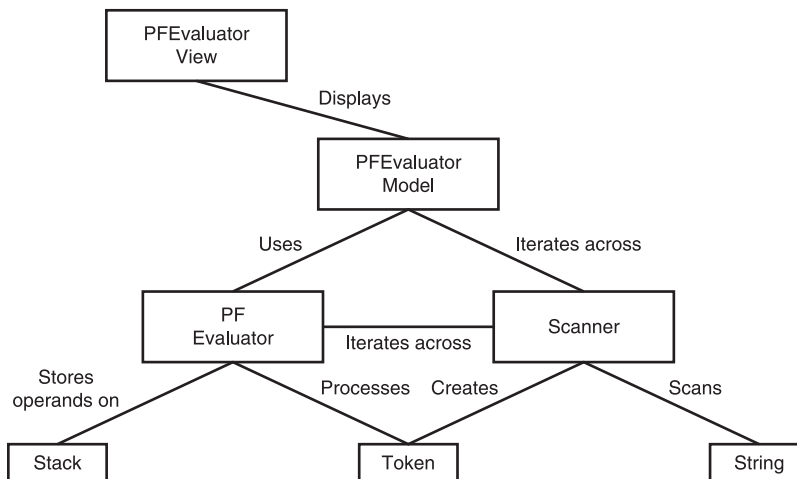 PFEvaluator
View
Displays
PFEvaluator
Model
Uses
Iterates across
PF
Evaluator
Iterates across
Scanner
Stores
operands on
Processes
Creates
Scans
Stack
Token
String